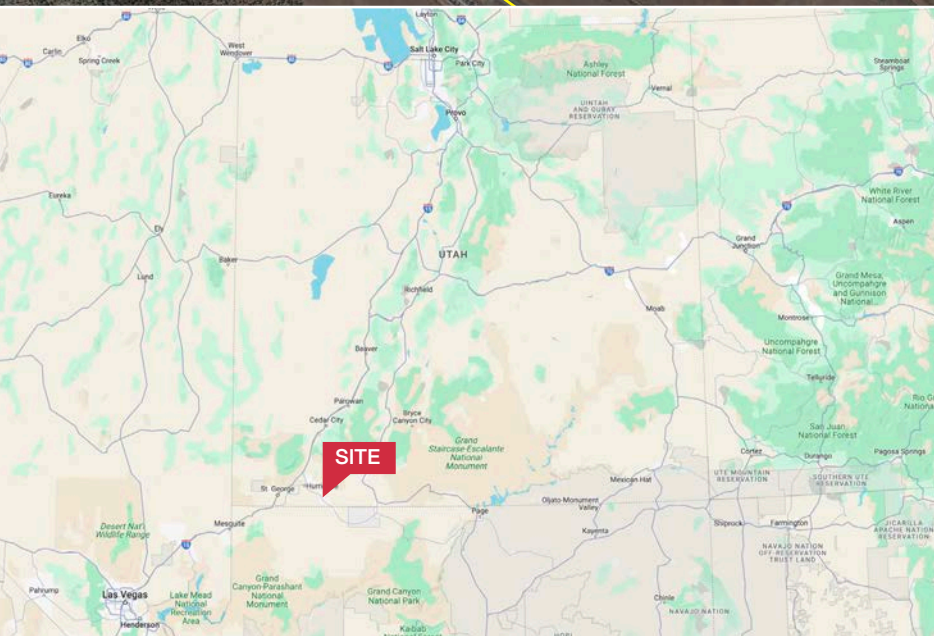 Layton
Elko
West
Wendover
Salt Lake City
Carlin
Spring Creek
Park City
Ashley
National Forest
Steamboat
Springs
Vernal
UINTAH
AND OURAY
RESERVATION
Provo
80
15
70
Eureka
White River
National Forest
Aspen
Ely
UTAH
Grand
Junction
Baker
Lund
Richfield
Grand Mesa,
Uncompahgre
and Gunnison
National...
Moab
Montrose
Beaver
Uncompahgre
National Forest
Telluride
Parowan
Rio G
Nationa
Cedar City
Bryce
Canyon City
San Juan
National Forest
Grand
Staircase-Escalante
National
Monument
SITE
Cortez
Durango
Pagosa Springs
St. George
Hurri
Mexican Hat
UTE MOUNTAIN
RESERVATION
SOUTHERN UTE
RESERVATION
Oljato Monument
Valley
Page
Mesquite
Desert Nat'l
Wildlife Range
Kayenta
Shiprock
Farmington
JICARILLA
APACHE NATION
RESERVATION
NAVAJO NATION
OFF-RESERVATION
TRUST LAND
Pahrump
Las Vegas
Lake Mead
National
Recreation
Area
Grand
Canyon-Parashant
National
Monument
Grand Canyon
National Park
Chinle
NAVAJO NATION
Henderson
Kaibab
HOPI